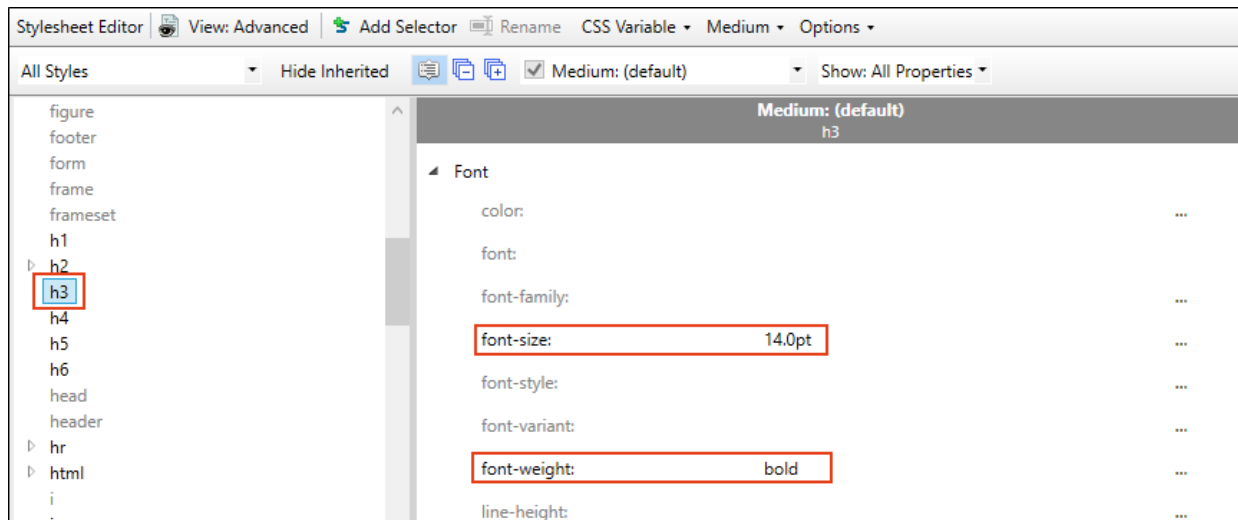 Stylesheet Editor View: Advanced Add Selector Rename CSS Variable Medium Options
All Styles Hide Inherited Medium: (default) Show: All Properties
figure
footer
form
frame
frameset
h1
h2
h3
h4
h5
h6
head
header
hr
html
i
Medium: (default)
h3
Font
color: ...
font:
font-family: ...
font-size: 14.0pt ...
font-style: ...
font-variant: ...
font-weight: bold ...
line-height: ...